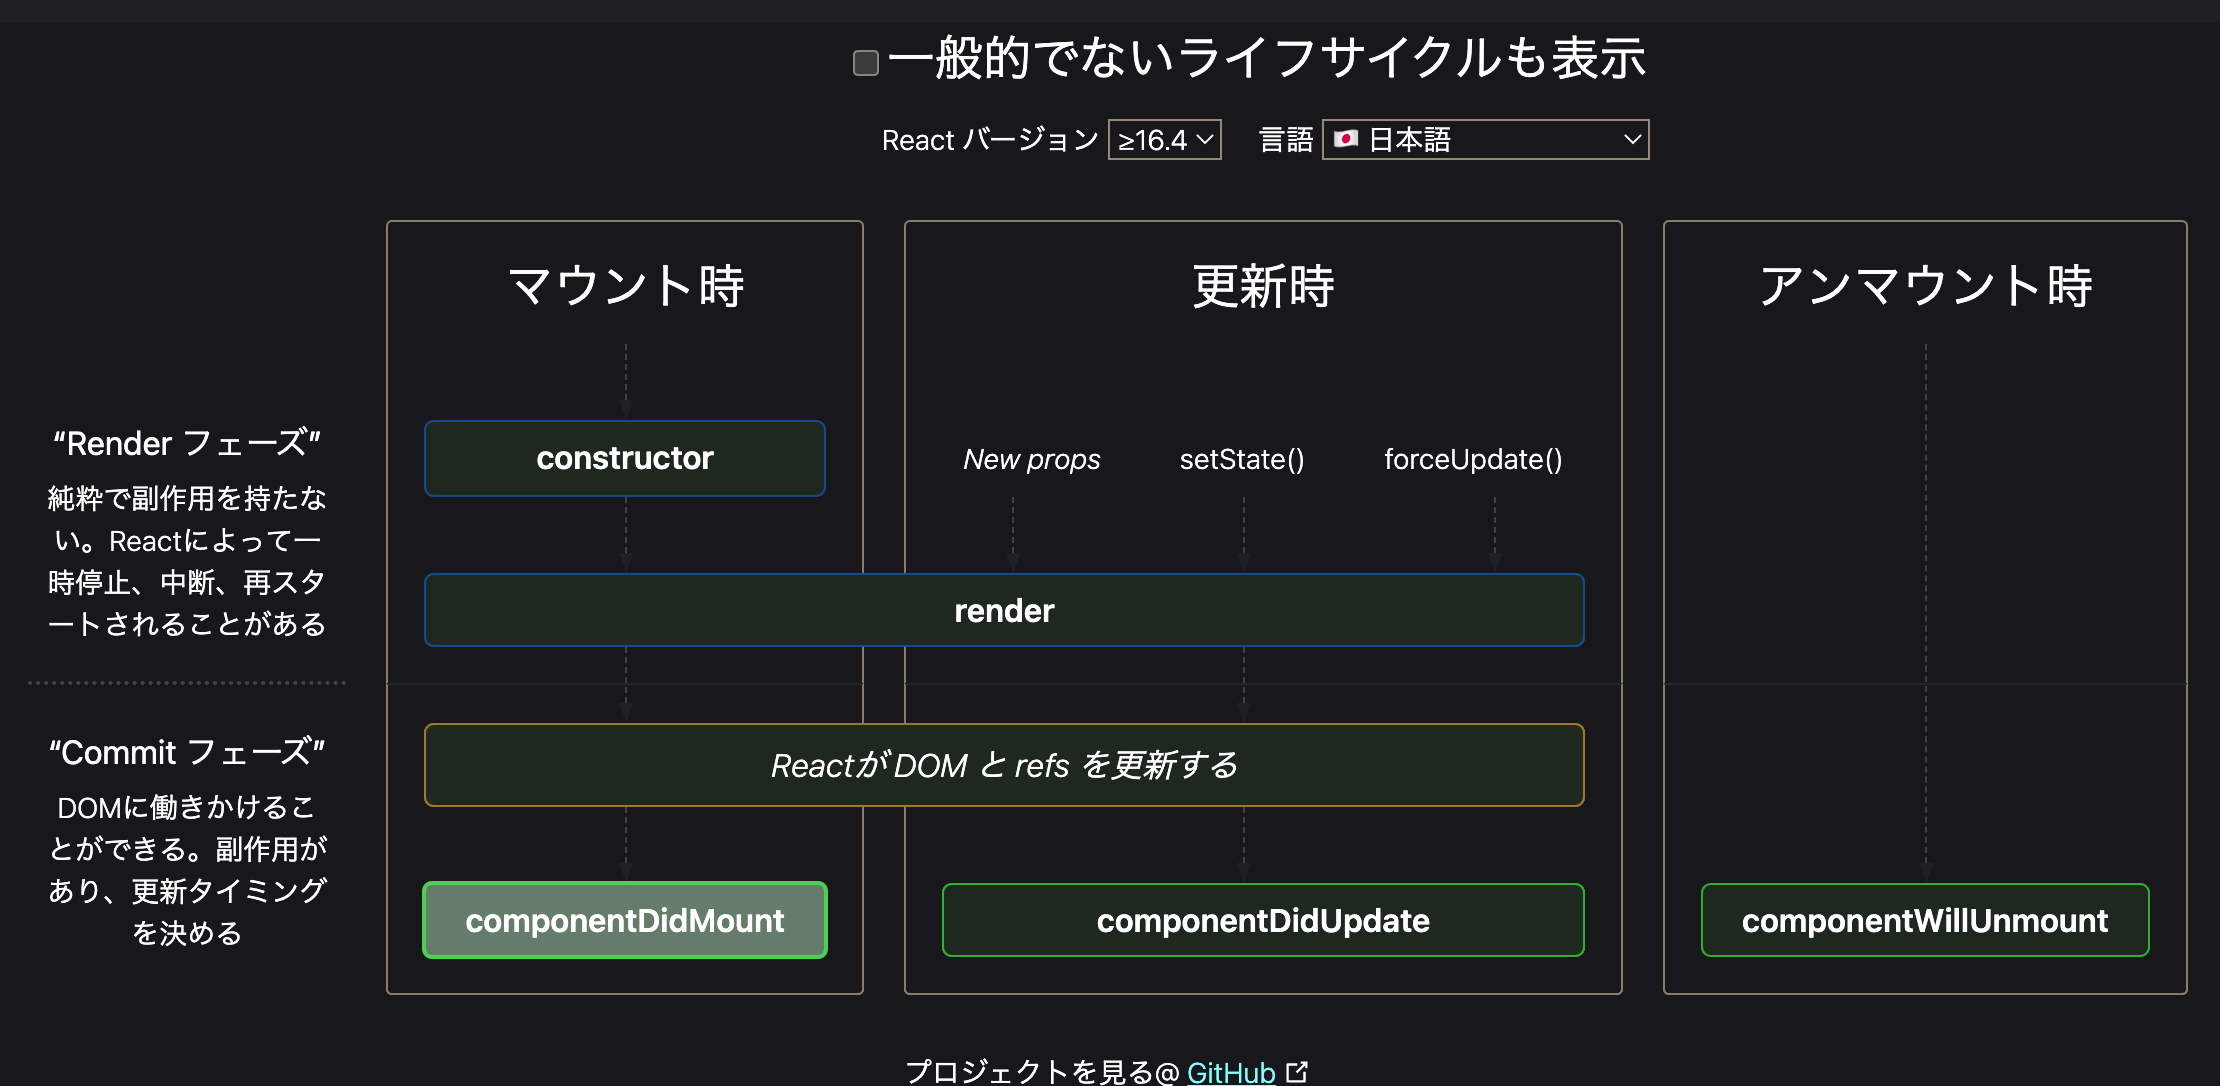 一般的でないライフサイクルも表示
React バージョン ≥16.4 言語 🇯🇵 日本語
マウント時
更新時
アンマウント時
“Render フェーズ”
純粋で副作用を持たな
い。Reactによって一
時停止、中断、再スタ
ートされることがある
constructor
New props
setState()
forceUpdate()
render
“Commit フェーズ”
DOMに働きかけるこ
とができる。副作用が
あり、更新タイミング
を決める
ReactがDOM と refs を更新する
componentDidMount
componentDidUpdate
componentWillUnmount
プロジェクトを見る@ GitHub